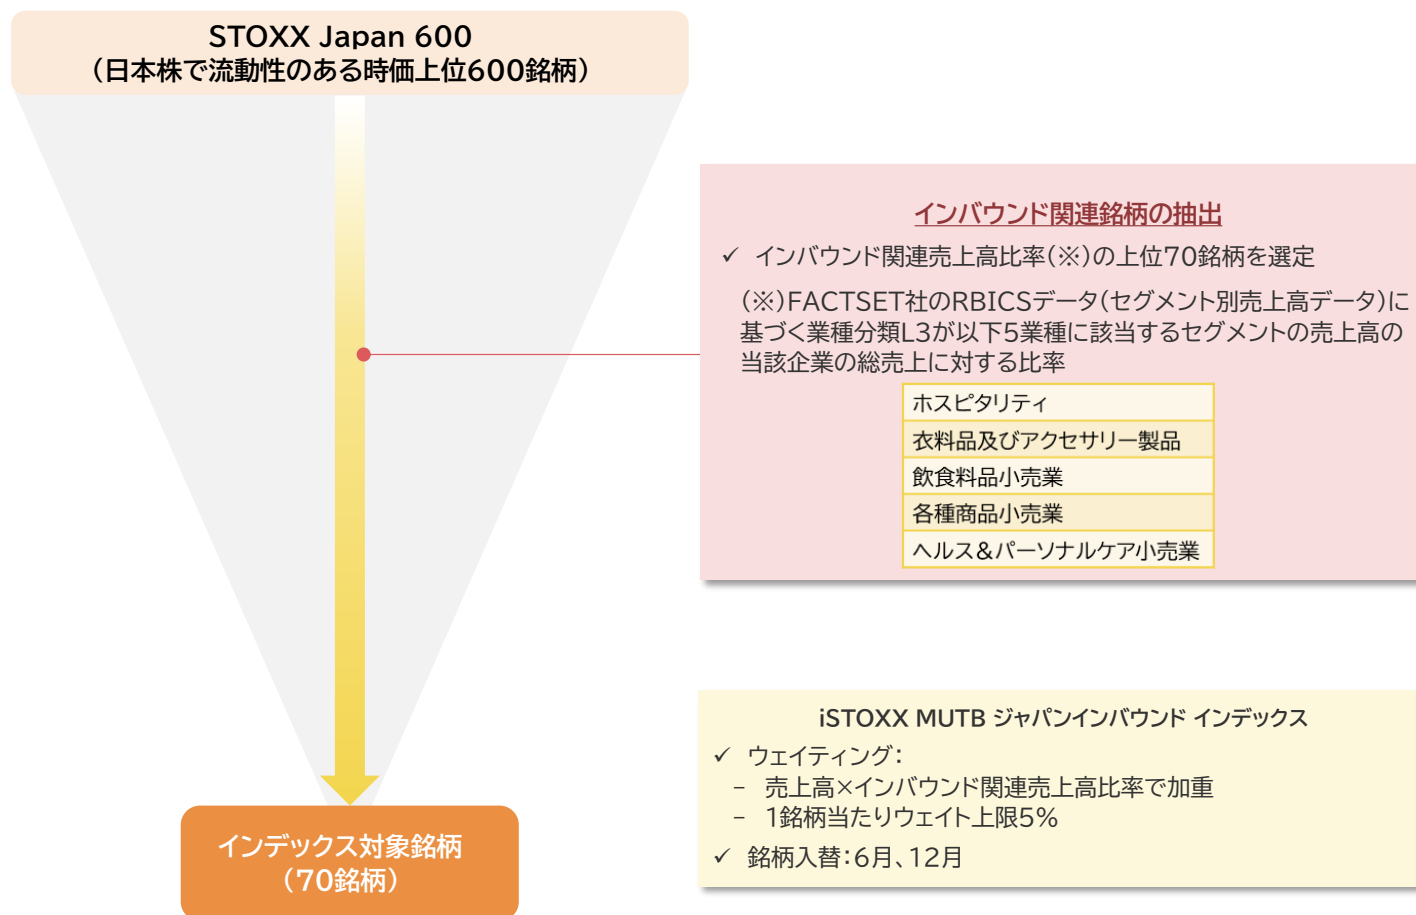 STOXX Japan 600
（日本株で流動性のある時価上位600銘柄）
インバウンド関連銘柄の抽出
✓ インバウンド関連売上高比率（※）の上位70銘柄を選定
（※）FACTSET社のRBICSデータ（セグメント別売上高データ）に
基づく業種分類L3が以下5業種に該当するセグメントの売上高の
当該企業の総売上に対する比率
ホスピタリティ
衣料品及びアクセサリー製品
飲食料品小売業
各種商品小売業
ヘルス＆パーソナルケア小売業
iSTOXX MUTB ジャパンインバウンド インデックス
✓ ウェイティング：
– 売上高×インバウンド関連売上高比率で加重
– 1銘柄当たりウェイト上限5%
✓ 銘柄入替：6月、12月
インデックス対象銘柄
（70銘柄）